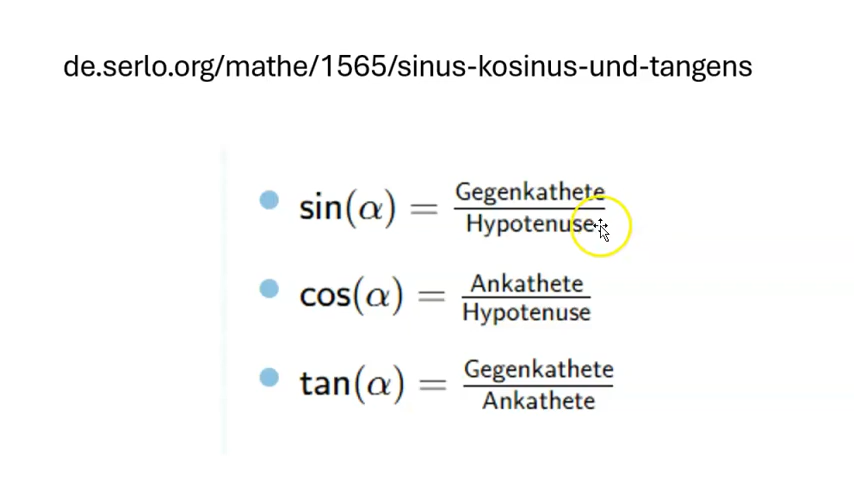 de.serlo.org/mathe/1565/sinus-kosinus-und-tangens
sin(α) = Gegenkathete / Hypotenuse
cos(α) = Ankathete / Hypotenuse
tan(α) = Gegenkathete / Ankathete